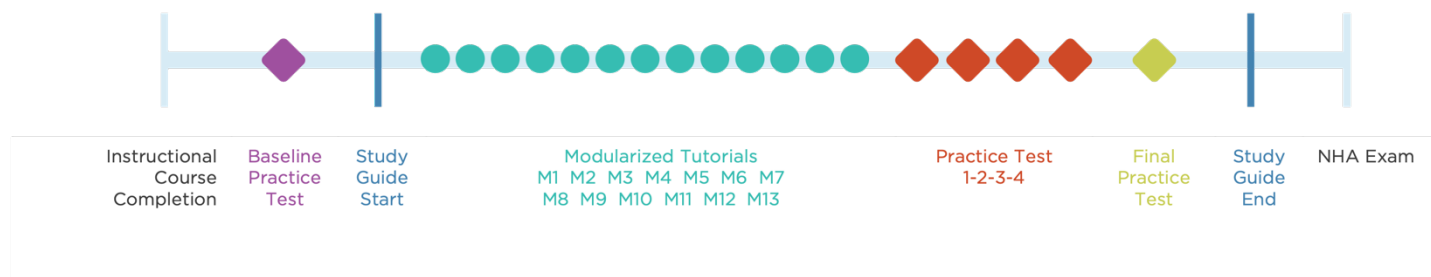 Instructional
Course
Completion
Baseline
Practice
Test
Study
Guide
Start
Modularized Tutorials
M1 M2 M3 M4 M5 M6 M7
M8 M9 M10 M11 M12 M13
Practice Test
1-2-3-4
Final
Practice
Test
Study
Guide
End
NHA Exam